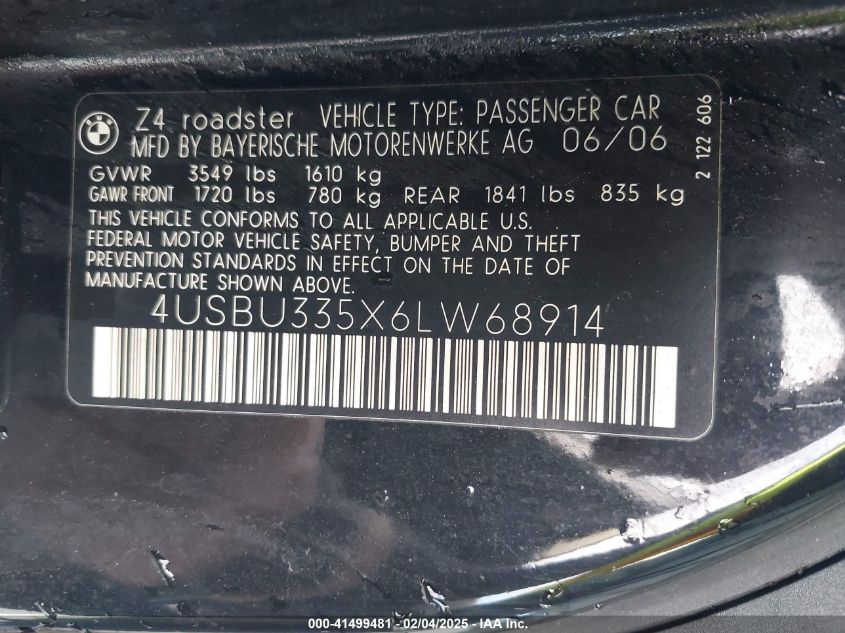 BMW
Z4 roadster VEHICLE TYPE: PASSENGER CAR
MFD BY BAYERISCHE MOTORENWERKE AG 06/06
GVWR 3549 lbs 1610 kg
GAWR FRONT 1720 lbs 780 kg REAR 1841 lbs 835 kg
THIS VEHICLE CONFORMS TO ALL APPLICABLE U.S.
FEDERAL MOTOR VEHICLE SAFETY, BUMPER AND THEFT
PREVENTION STANDARDS IN EFFECT ON THE DATE OF
MANUFACTURE SHOWN ABOVE.
4USBU335X6LW68914
2 122 606
000-41499481 - 02/04/2025 - IAA Inc.